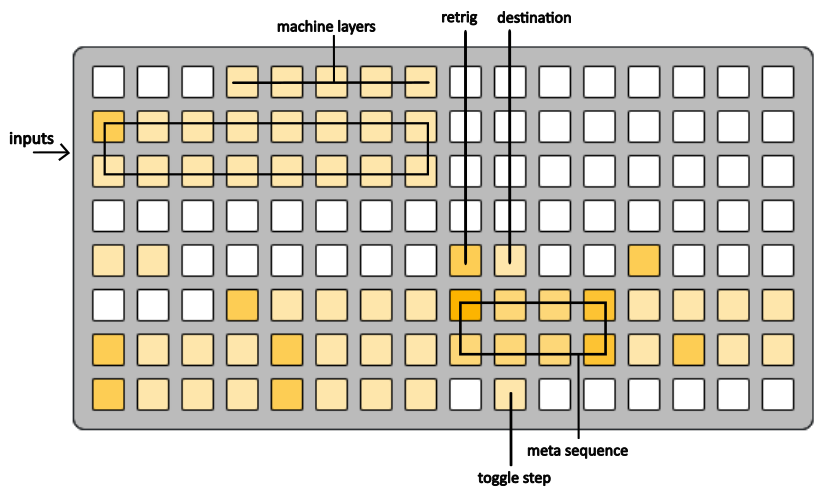 retrig
destination
machine layers
inputs
meta sequence
toggle step